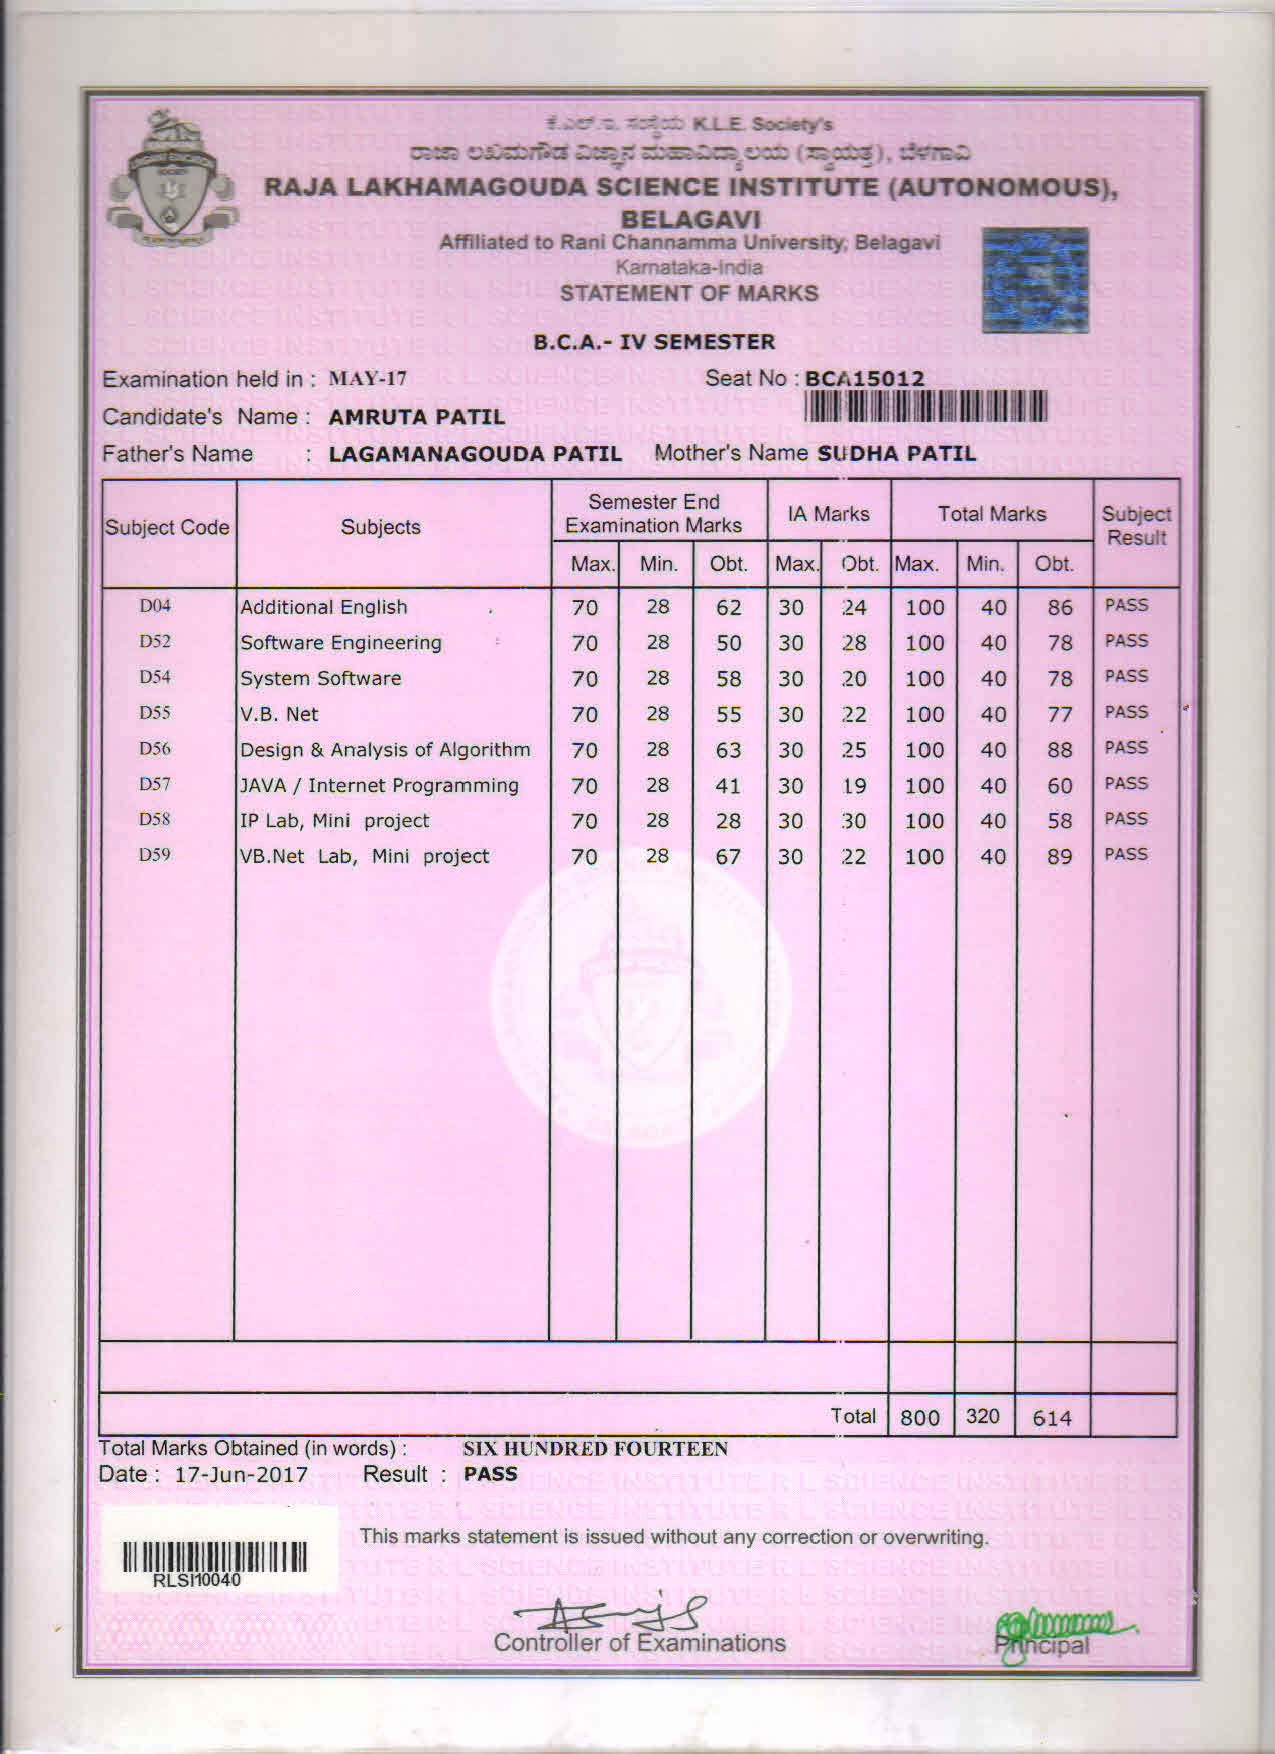 ಕೆ.ಎಲ್.ಇ. ಸಂಸ್ಥೆಯ K.L.E. Society's
ರಾಜಾ ಲಖಮಗೌಡ ವಿಜ್ಞಾನ ಮಹಾವಿದ್ಯಾಲಯ (ಸ್ವಾಯತ್ತ), ಬೆಳಗಾವಿ
RAJA LAKHAMAGOUDA SCIENCE INSTITUTE (AUTONOMOUS),
BELAGAVI
Affiliated to Rani Channamma University, Belagavi
Karnataka-India
STATEMENT OF MARKS
B.C.A.- IV SEMESTER
Examination held in : MAY-17 Seat No : BCA15012
Candidate's Name : AMRUTA PATIL
Father's Name : LAGAMANAGOUDA PATIL Mother's Name SUDHA PATIL
Subject Code Subjects Semester End Examination Marks IA Marks Total Marks Subject Result
Max. Min. Obt. Max. Obt. Max. Min. Obt.
D04 Additional English 70 28 62 30 24 100 40 86 PASS
D52 Software Engineering 70 28 50 30 28 100 40 78 PASS
D54 System Software 70 28 58 30 20 100 40 78 PASS
D55 V.B. Net 70 28 55 30 22 100 40 77 PASS
D56 Design & Analysis of Algorithm 70 28 63 30 25 100 40 88 PASS
D57 JAVA / Internet Programming 70 28 41 30 19 100 40 60 PASS
D58 IP Lab, Mini project 70 28 28 30 30 100 40 58 PASS
D59 VB.Net Lab, Mini project 70 28 67 30 22 100 40 89 PASS
Total 800 320 614
Total Marks Obtained (in words) : SIX HUNDRED FOURTEEN
Date : 17-Jun-2017 Result : PASS
This marks statement is issued without any correction or overwriting.
RLSI10040
Controller of Examinations
Principal